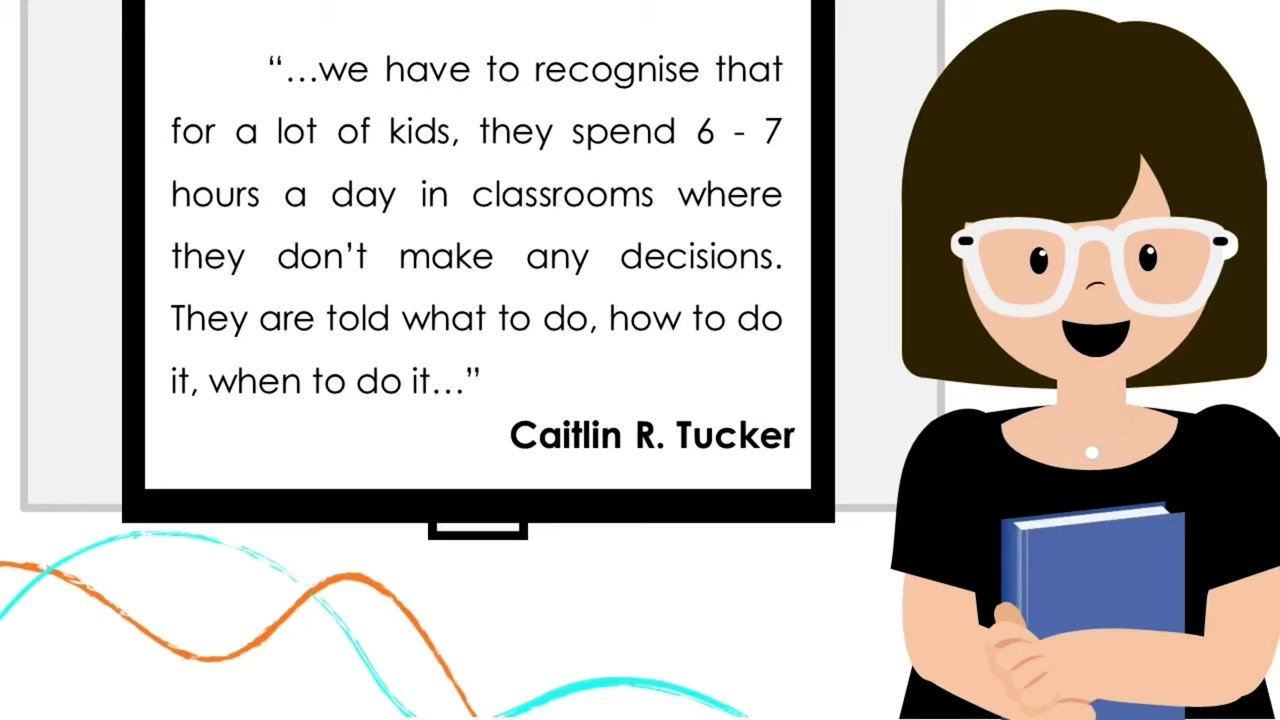 “…we have to recognise that
for a lot of kids, they spend 6 - 7
hours a day in classrooms where
they don’t make any decisions.
They are told what to do, how to do
it, when to do it…”
Caitlin R. Tucker